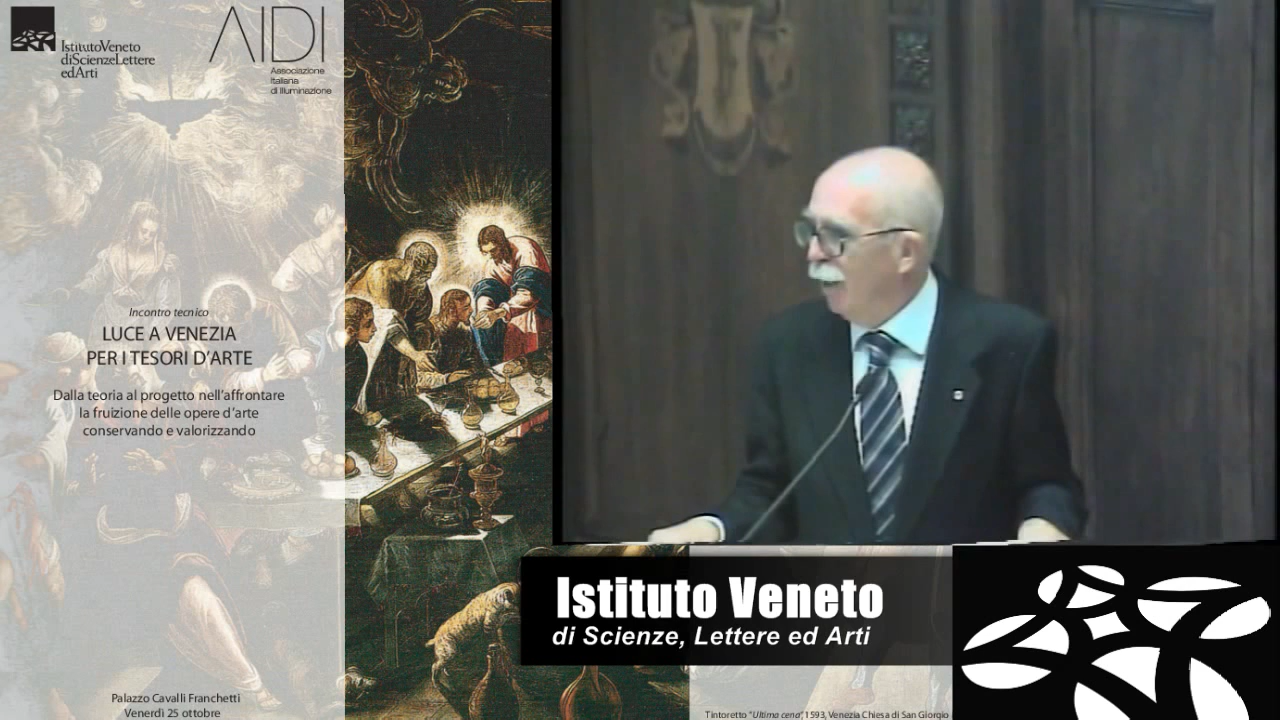 IstitutoVeneto
diScienzeLettere
edArti
AIDI
Associazione
Italiana
di Illuminazione
Incontro tecnico
LUCE A VENEZIA
PER I TESORI D'ARTE
Dalla teoria al progetto nell'affrontare
la fruizione delle opere d'arte
conservando e valorizzando
Palazzo Cavalli Franchetti
Venerdì 25 ottobre
Istituto Veneto
di Scienze, Lettere ed Arti
Tintoretto "Ultima cena", 1593, Venezia Chiesa di San Giorgio